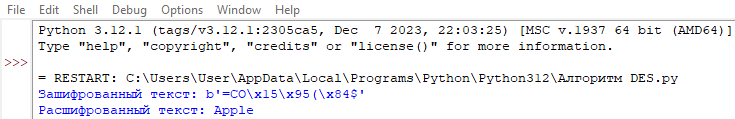 File Edit Shell Debug Options Window Help
Python 3.12.1 (tags/v3.12.1:2305ca5, Dec  7 2023, 22:03:25) [MSC v.1937 64 bit (AMD64)]
Type "help", "copyright", "credits" or "license()" for more information.
>>>
= RESTART: C:\Users\User\AppData\Local\Programs\Python\Python312\Алгоритм DES.py
Зашифрованный текст: b'=CO\x15\x95(\x84$'
Расшифрованный текст: Apple